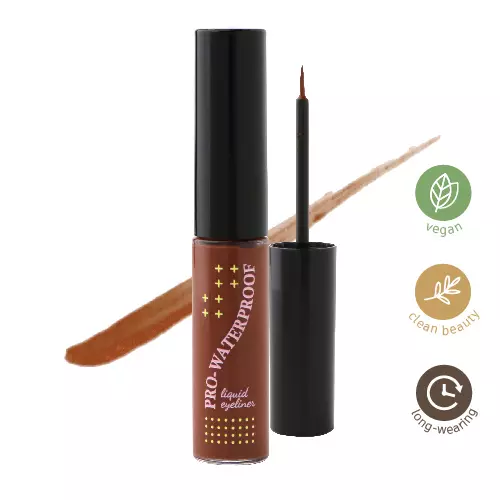 PRO-WATERPROOF
liquid
eyeliner
vegan
clean beauty
long-wearing